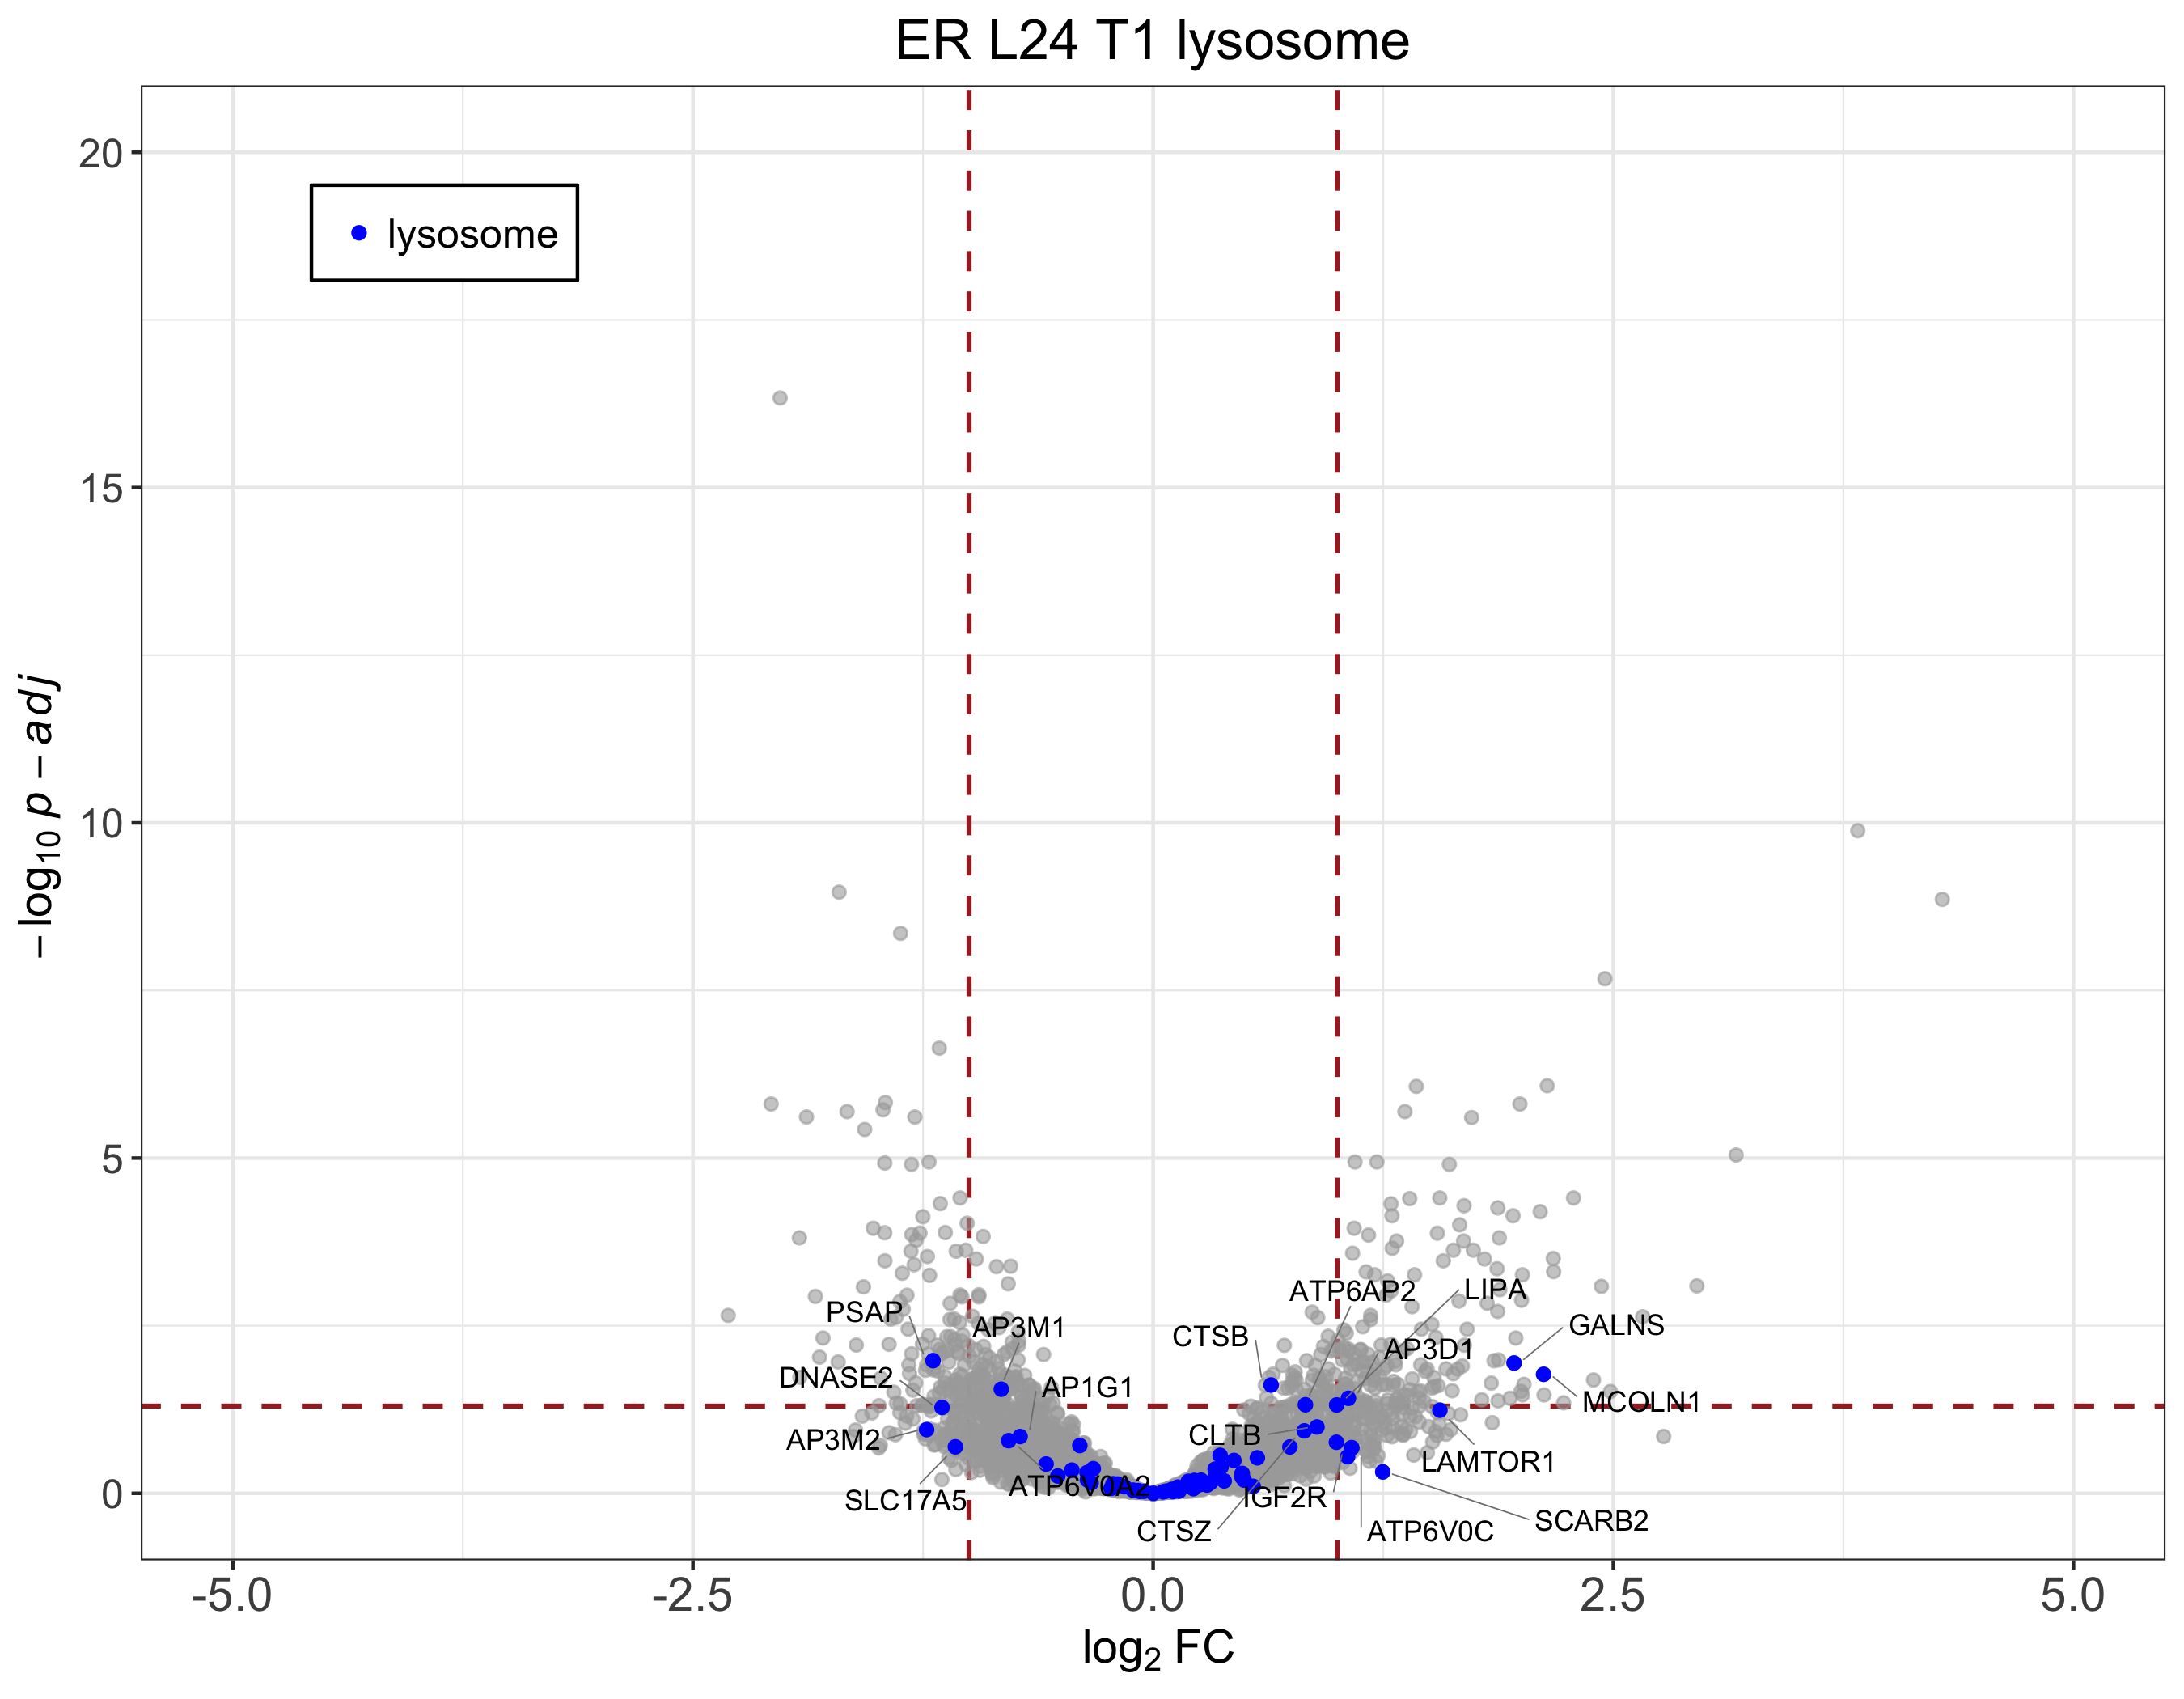 ER L24 T1 lysosome
20
lysosome
15
10
5
0
−log10 p − adj
ATP6AP2
LIPA
PSAP
AP3M1
CTSB
GALNS
AP3D1
DNASE2
AP1G1
MCOLN1
AP3M2
CLTB
LAMTOR1
ATP6V0A2
SLC17A5
IGF2R
CTSZ
ATP6V0C
SCARB2
-5.0 -2.5 0.0 2.5 5.0
log2 FC